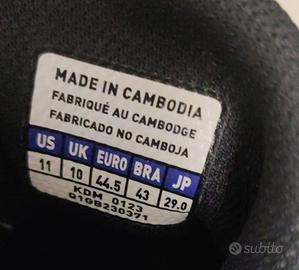 MADE IN CAMBODIA
FABRIQUÉ AU CAMBODGE
FABRICADO NO CAMBOJA
US UK EURO BRA JP
11 10 44.5 43 29.0
KDM 0123
G1GB230371
subito